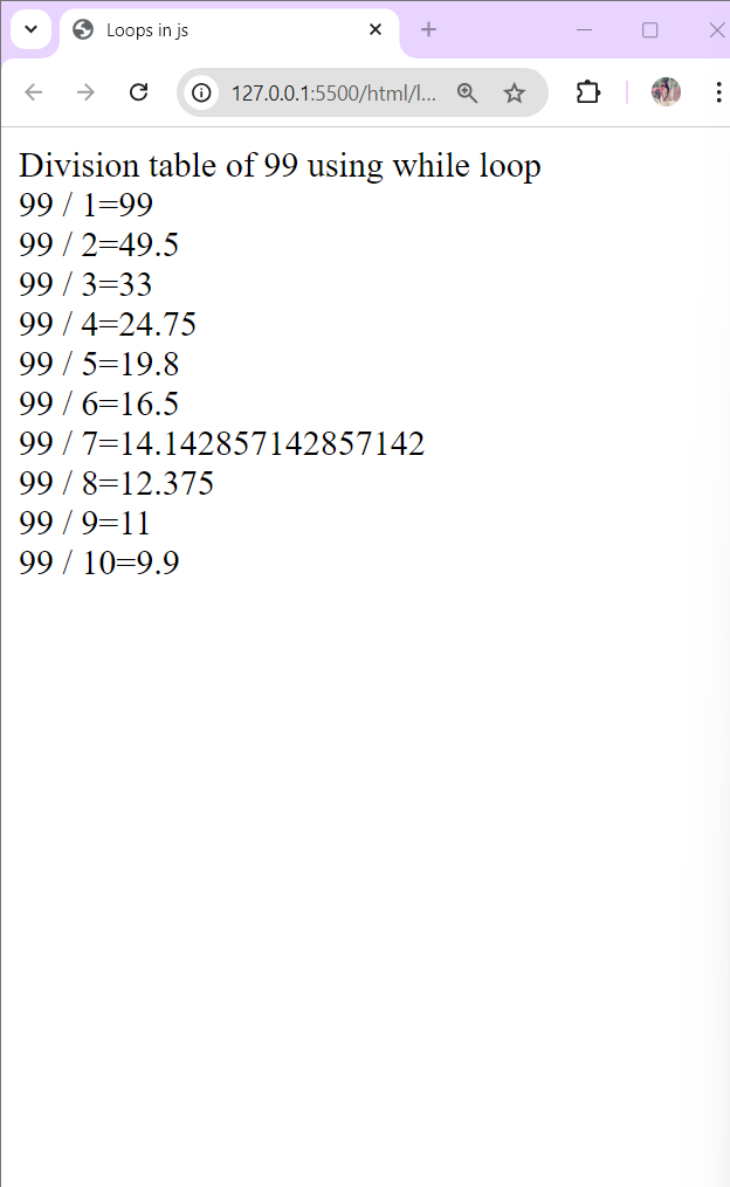 Loops in js
127.0.0.1:5500/html/l...
Division table of 99 using while loop
99 / 1=99
99 / 2=49.5
99 / 3=33
99 / 4=24.75
99 / 5=19.8
99 / 6=16.5
99 / 7=14.142857142857142
99 / 8=12.375
99 / 9=11
99 / 10=9.9